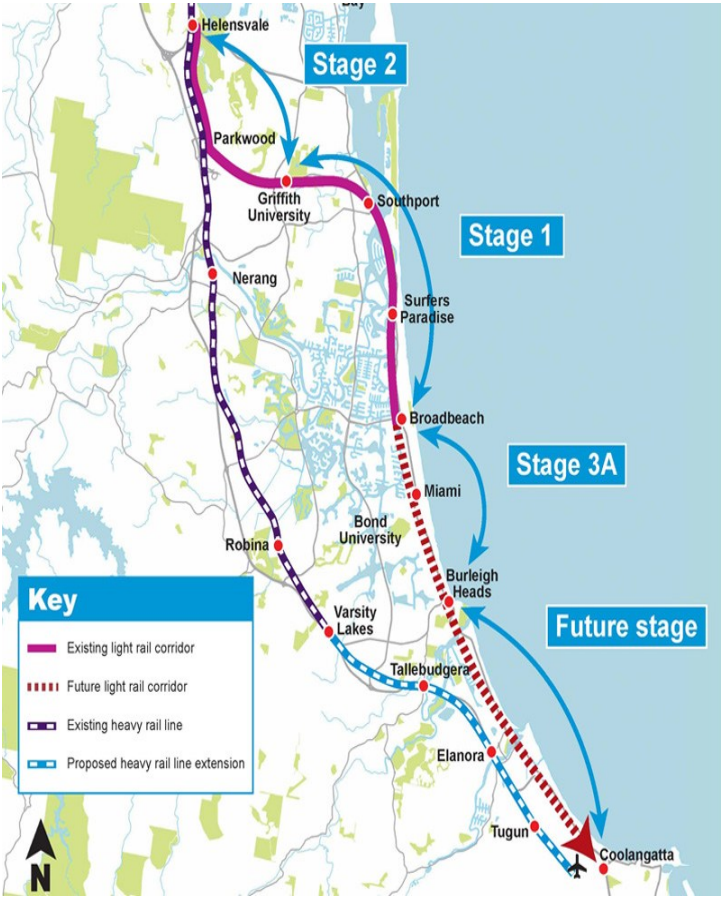 Bay
Helensvale
Stage 2
Parkwood
Griffith
University
Southport
Stage 1
Nerang
Surfers
Paradise
Broadbeach
Stage 3A
Miami
Bond
University
Robina
Burleigh
Heads
Key
Varsity
Lakes
Future stage
Existing light rail corridor
Tallebudgera
Future light rail corridor
Existing heavy rail line
Elanora
Proposed heavy rail line extension
Tugun
Coolangatta
N